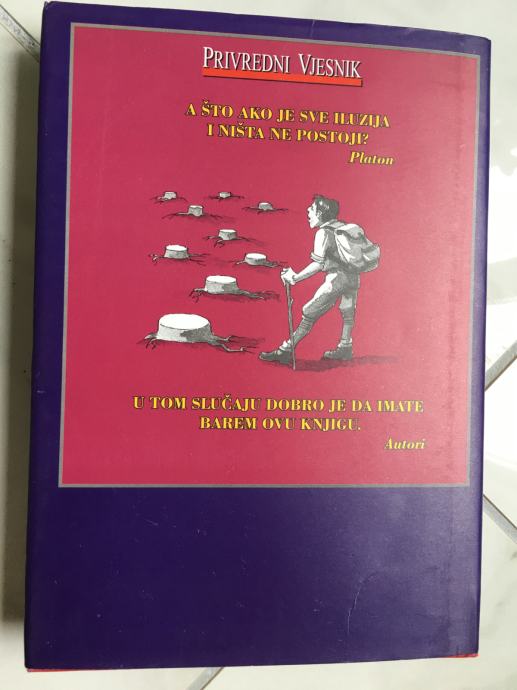 PRIVREDNI VJESNIK
A ŠTO AKO JE SVE ILUZIJA
I NIŠTA NE POSTOJI?
Platon
U TOM SLUČAJU DOBRO JE DA IMATE
BAREM OVU KNJIGU.
Autori